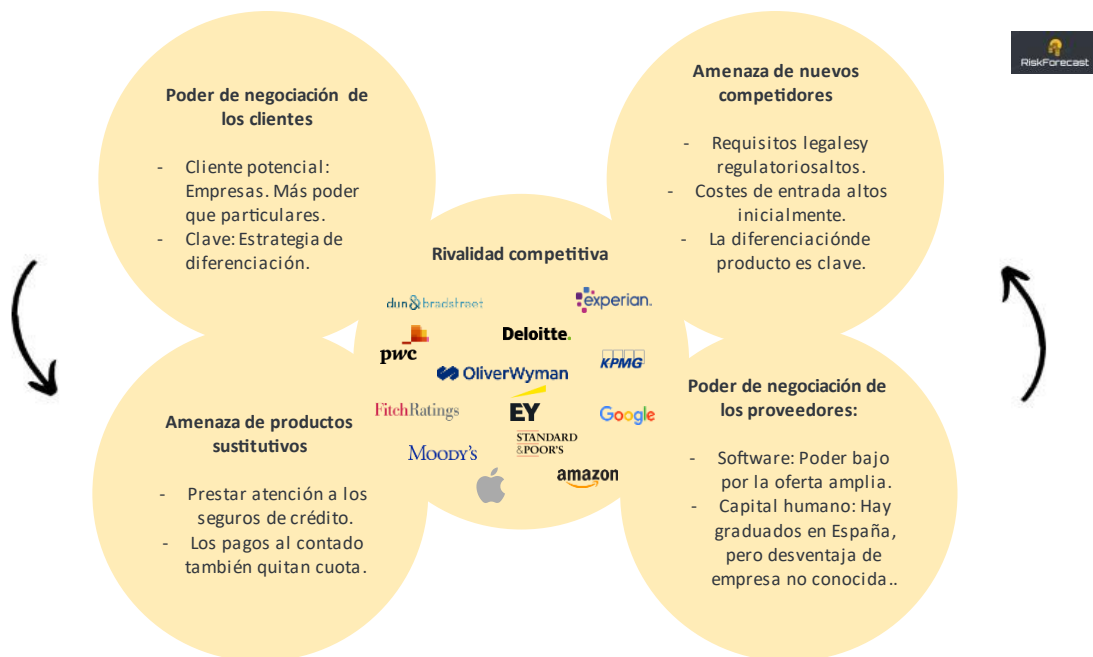 RiskForecast
Poder de negociación de
los clientes
- Cliente potencial:
Empresas. Más poder
que particulares.
- Clave: Estrategia de
diferenciación.
Amenaza de nuevos
competidores
- Requisitos legalesy
regulatoriosaltos.
- Costes de entrada altos
inicialmente.
- La diferenciaciónde
producto es clave.
Rivalidad competitiva
dun & bradstreet
experian.
pwc
Deloitte.
KPMG
OliverWyman
FitchRatings
EY
Google
MOODY'S
STANDARD
&POOR'S
amazon
Amenaza de productos
sustitutivos
- Prestar atención a los
seguros de crédito.
- Los pagos al contado
también quitan cuota.
Poder de negociación de
los proveedores:
- Software: Poder bajo
por la oferta amplia.
- Capital humano: Hay
graduados en España,
pero desventaja de
empresa no conocida..